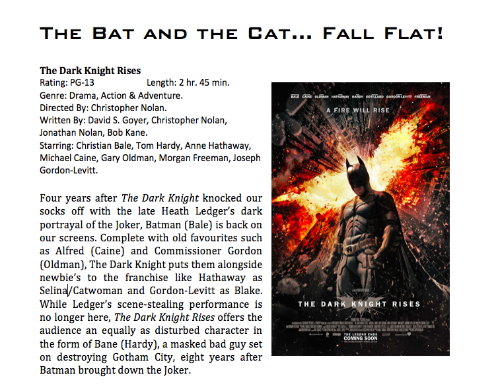 The Bat and the Cat... Fall Flat!
The Dark Knight Rises
Rating: PG-13 Length: 2 hr. 45 min.
Genre: Drama, Action & Adventure.
Directed By: Christopher Nolan.
Written By: David S. Goyer, Christopher Nolan,
Jonathan Nolan, Bob Kane.
Starring: Christian Bale, Tom Hardy, Anne Hathaway,
Michael Caine, Gary Oldman, Morgan Freeman, Joseph
Gordon-Levitt.
Four years after The Dark Knight knocked our
socks off with the late Heath Ledger's dark
portrayal of the Joker, Batman (Bale) is back on
our screens. Complete with old favourites such
as Alfred (Caine) and Commissioner Gordon
(Oldman), The Dark Knight puts them alongside
newbie's to the franchise like Hathaway as
Selina/Catwoman and Gordon-Levitt as Blake.
While Ledger's scene-stealing performance is
no longer here, The Dark Knight Rises offers the
audience an equally as disturbed character in
the form of Bane (Hardy), a masked bad guy set
on destroying Gotham City, eight years after
Batman brought down the Joker.
A FIRE WILL RISE
THE DARK KNIGHT RISES
COMING SOON